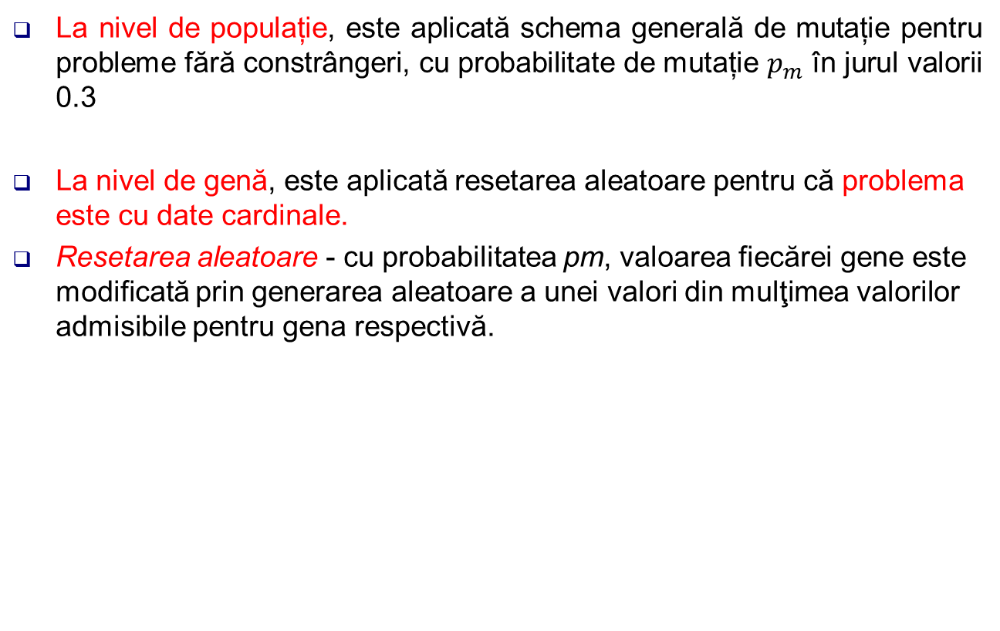 ❑ La nivel de populație, este aplicată schema generală de mutație pentru
probleme fără constrângeri, cu probabilitate de mutație 𝑝𝑚 în jurul valorii
0.3
❑ La nivel de genă, este aplicată resetarea aleatoare pentru că problema
este cu date cardinale.
❑ Resetarea aleatoare - cu probabilitatea pm, valoarea fiecărei gene este
modificată prin generarea aleatoare a unei valori din mulţimea valorilor
admisibile pentru gena respectivă.